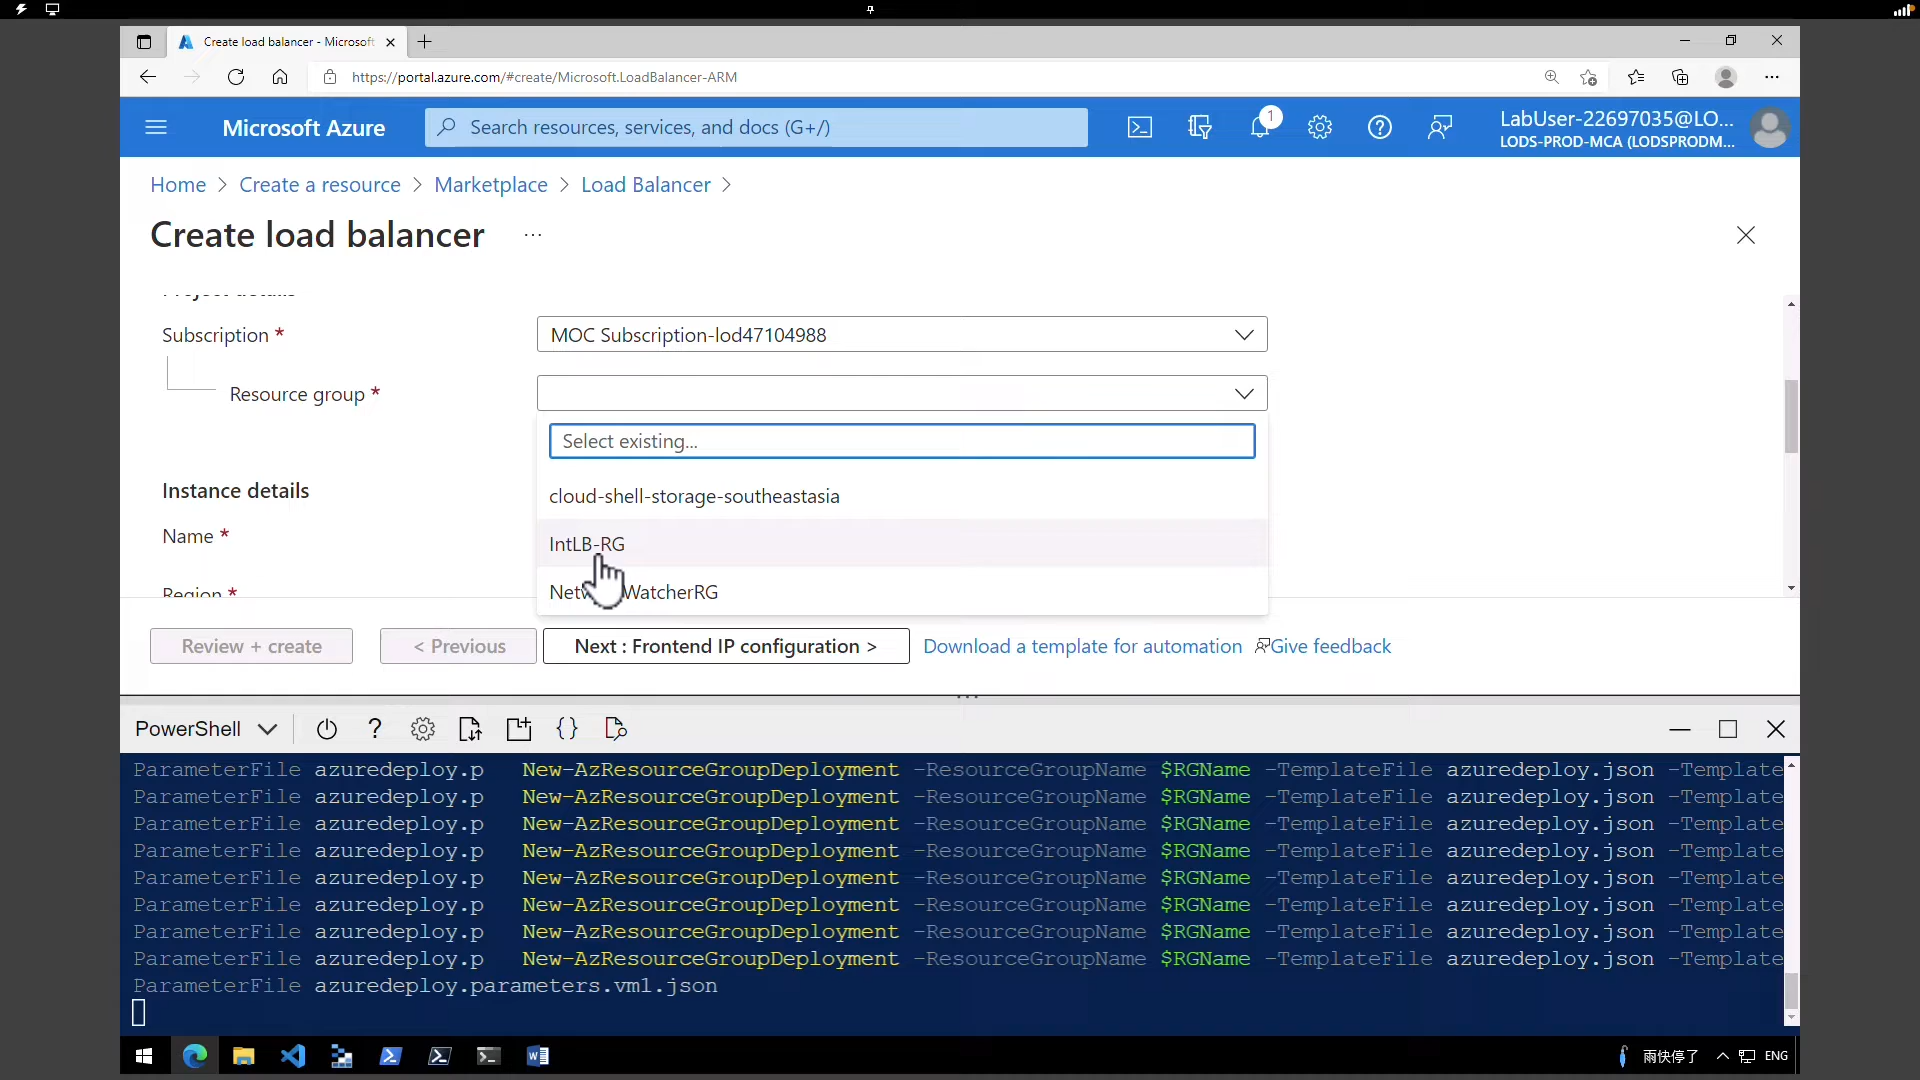 Create load balancer - Microsoft
https://portal.azure.com/#create/Microsoft.LoadBalancer-ARM
Microsoft Azure
Search resources, services, and docs (G+/)
1
LabUser-22697035@LO...
LODS-PROD-MCA (LODSPRODM...
Home > Create a resource > Marketplace > Load Balancer >
Create load balancer ...
Project details
Subscription *
MOC Subscription-lod47104988
Resource group *
Select existing...
cloud-shell-storage-southeastasia
Instance details
Name *
IntLB-RG
WatcherRG
Region *
Review + create
< Previous
Next : Frontend IP configuration >
Download a template for automation
Give feedback
PowerShell
ParameterFile azuredeploy.p New-AzResourceGroupDeployment -ResourceGroupName $RGName -TemplateFile azuredeploy.json -Template
ParameterFile azuredeploy.p New-AzResourceGroupDeployment -ResourceGroupName $RGName -TemplateFile azuredeploy.json -Template
ParameterFile azuredeploy.p New-AzResourceGroupDeployment -ResourceGroupName $RGName -TemplateFile azuredeploy.json -Template
ParameterFile azuredeploy.p New-AzResourceGroupDeployment -ResourceGroupName $RGName -TemplateFile azuredeploy.json -Template
ParameterFile azuredeploy.p New-AzResourceGroupDeployment -ResourceGroupName $RGName -TemplateFile azuredeploy.json -Template
ParameterFile azuredeploy.p New-AzResourceGroupDeployment -ResourceGroupName $RGName -TemplateFile azuredeploy.json -Template
ParameterFile azuredeploy.p New-AzResourceGroupDeployment -ResourceGroupName $RGName -TemplateFile azuredeploy.json -Template
ParameterFile azuredeploy.p New-AzResourceGroupDeployment -ResourceGroupName $RGName -TemplateFile azuredeploy.json -Template
ParameterFile azuredeploy.parameters.vm1.json
雨快停了
ENG